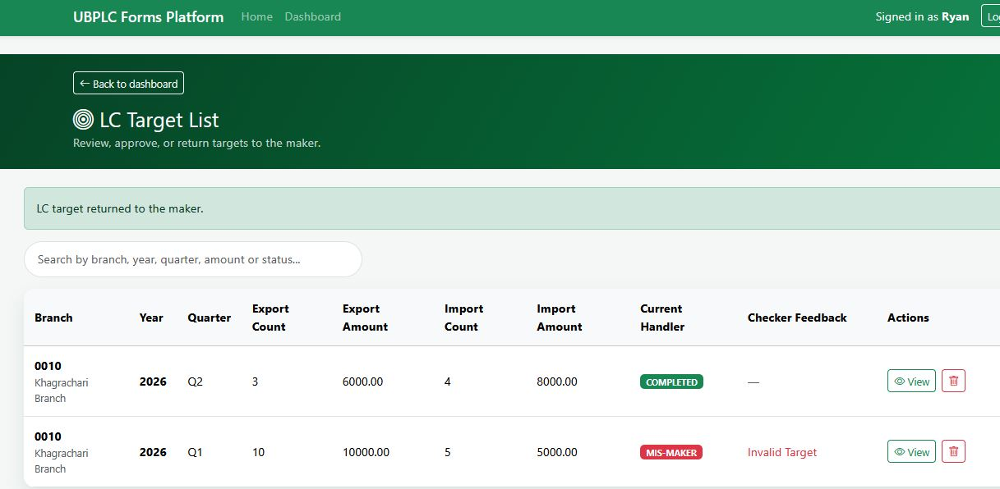 UBPLC Forms Platform Home Dashboard Signed in as Ryan
← Back to dashboard
LC Target List
Review, approve, or return targets to the maker.
LC target returned to the maker.
Search by branch, year, quarter, amount or status...
Branch Year Quarter Export Count Export Amount Import Count Import Amount Current Handler Checker Feedback Actions
0010
Khagrachari
Branch
2026 Q2 3 6000.00 4 8000.00 COMPLETED — View
0010
Khagrachari
Branch
2026 Q1 10 10000.00 5 5000.00 MIS-MAKER Invalid Target View